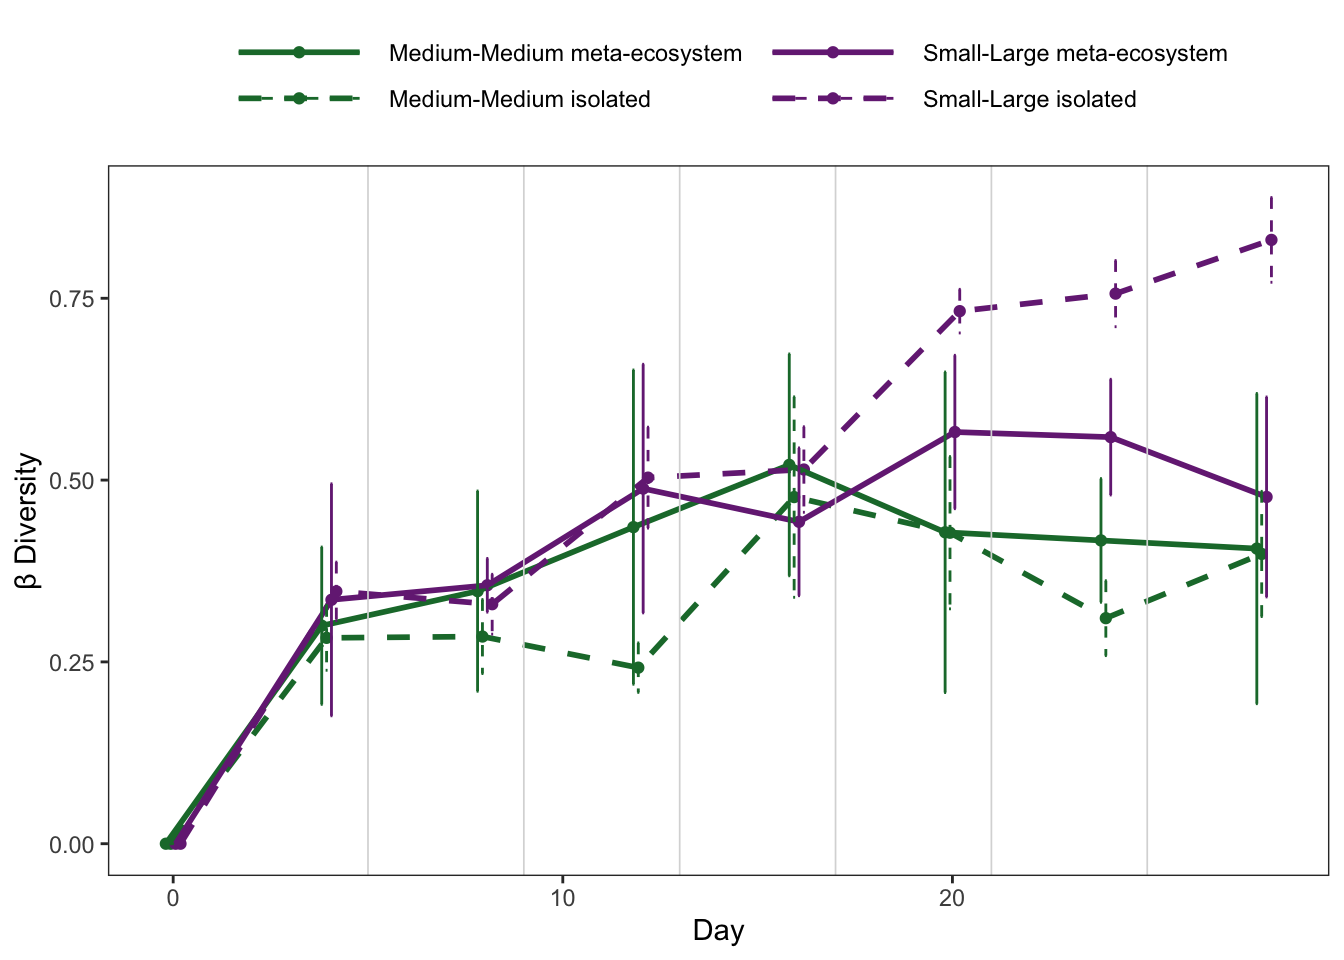 Medium-Medium meta-ecosystem Small-Large meta-ecosystem
Medium-Medium isolated Small-Large isolated
0.75
0.50
0.25
0.00
β Diversity
0 10 20
Day